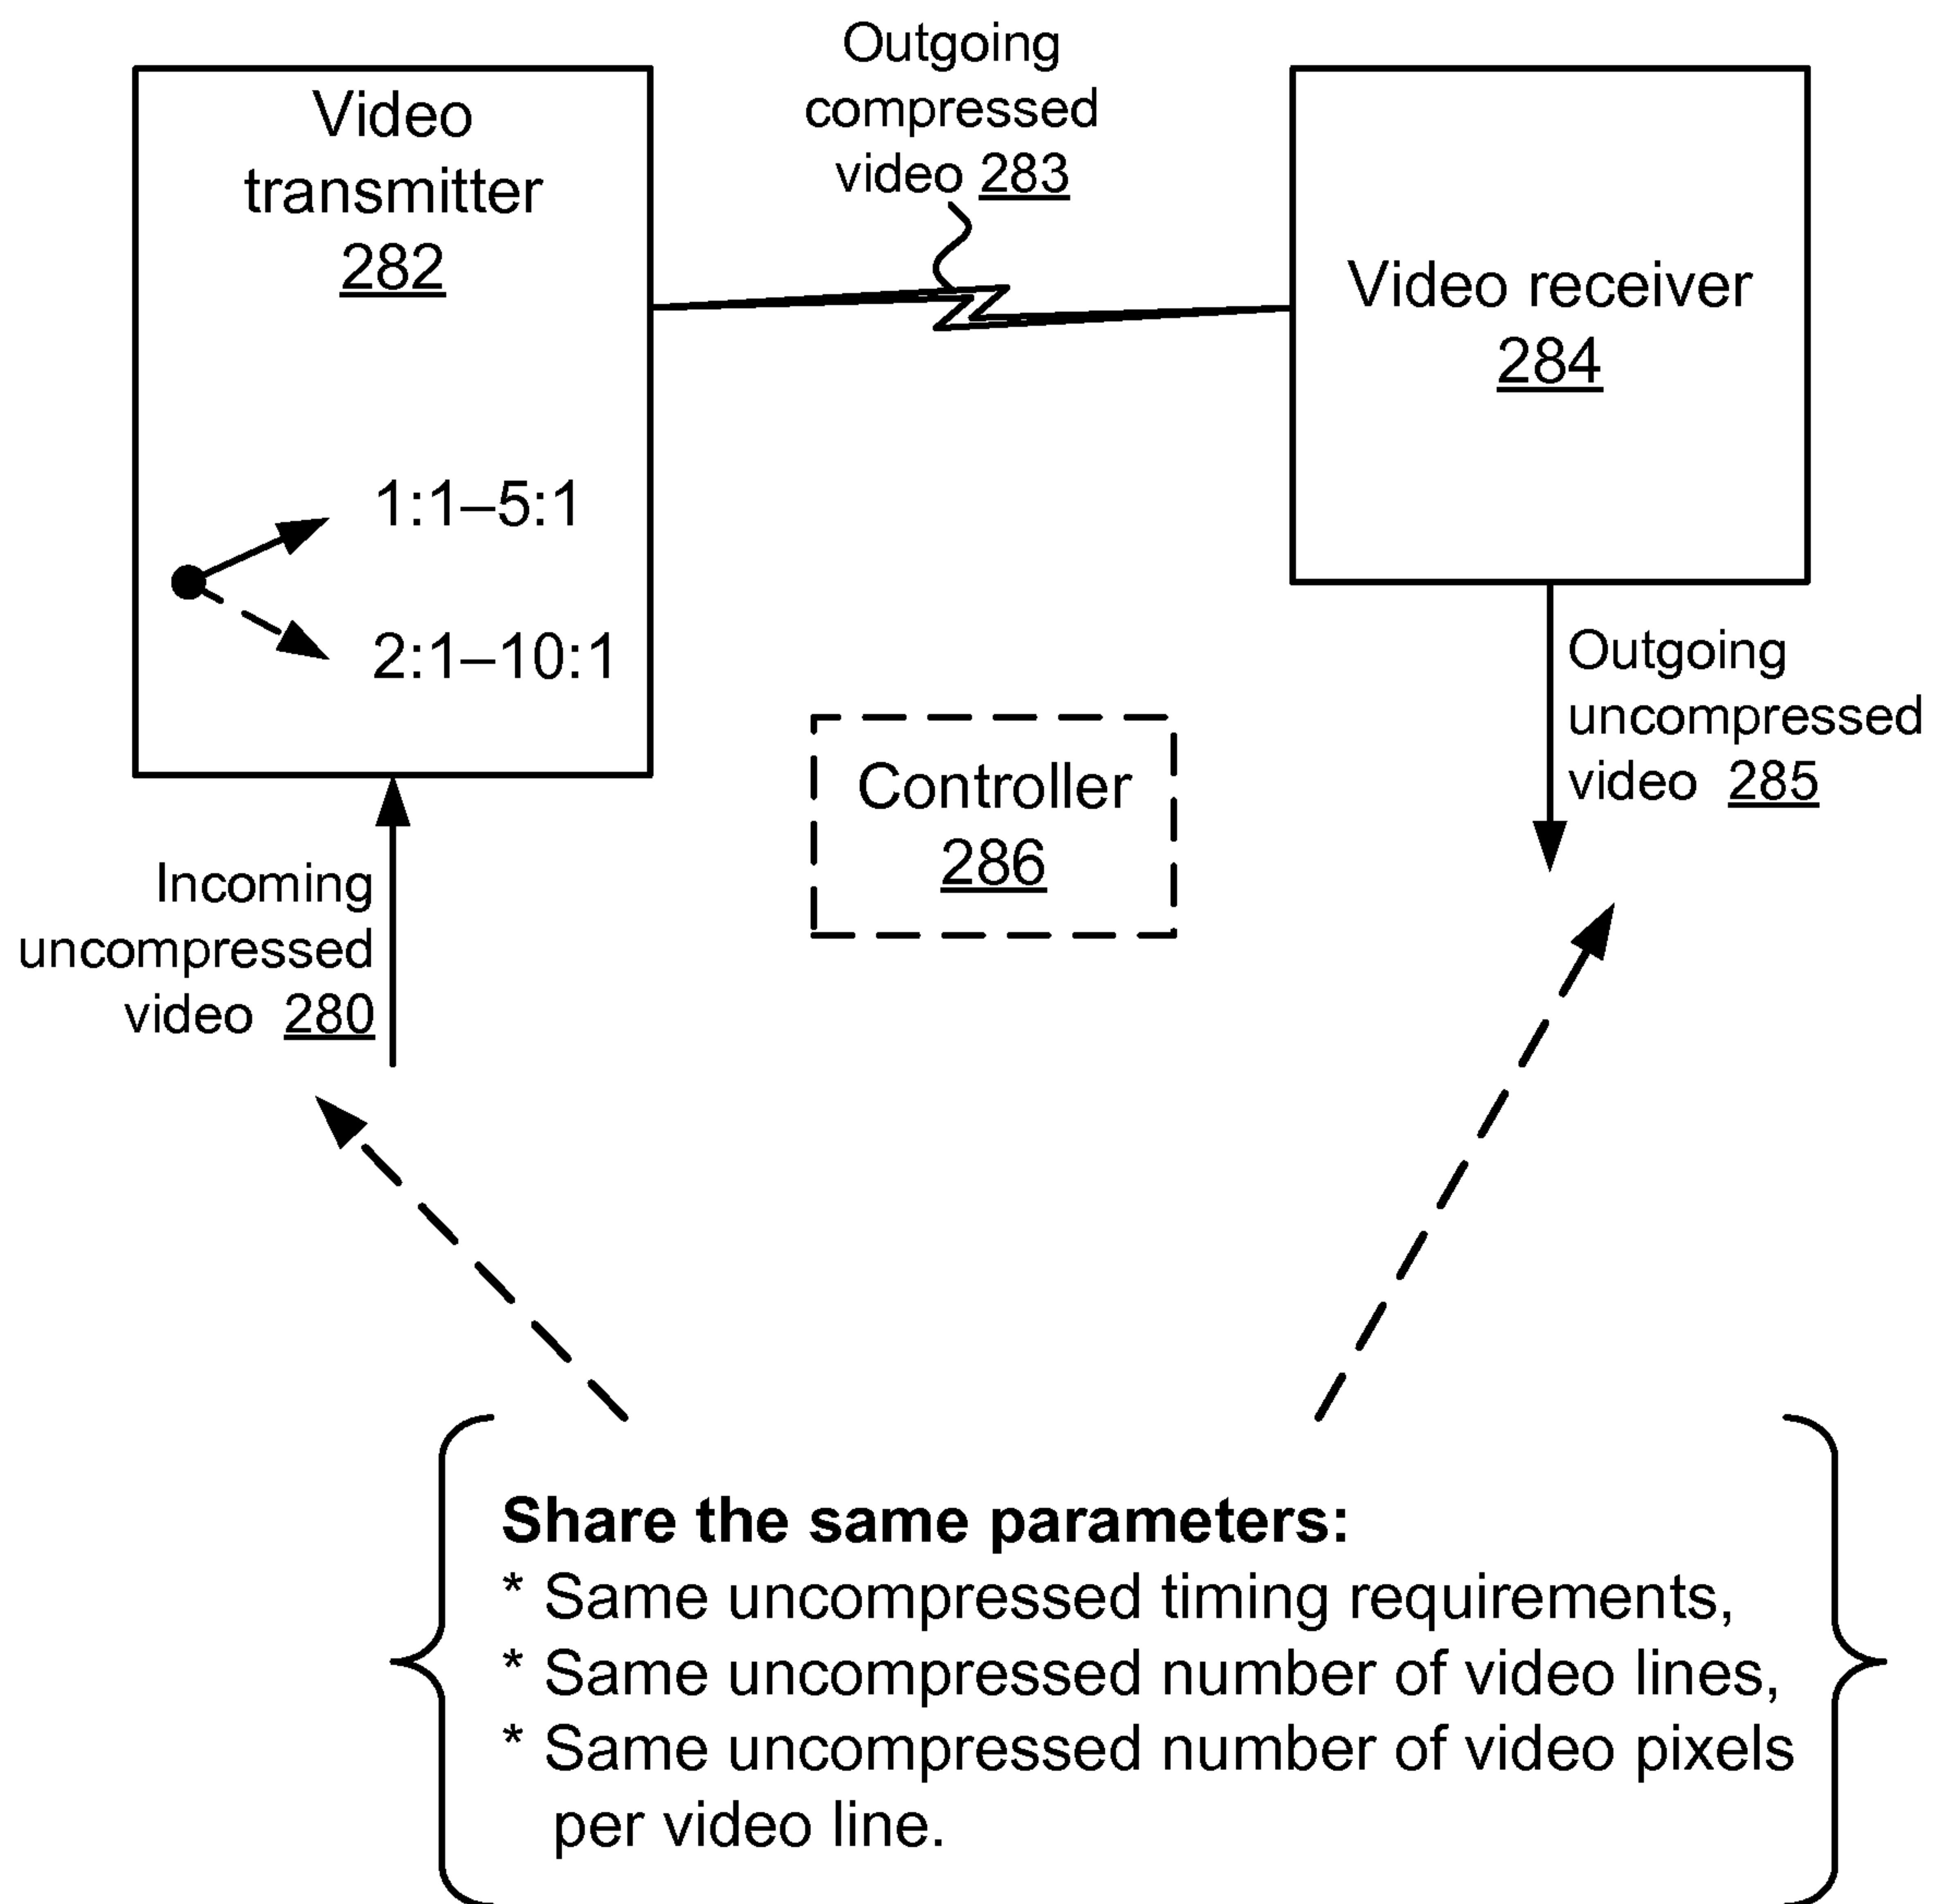 Outgoing
compressed
video 283
Video
transmitter
282
Video receiver
284
1:1–5:1
2:1–10:1
Outgoing
uncompressed
video 285
Controller
286
Incoming
uncompressed
video 280
Share the same parameters:
* Same uncompressed timing requirements,
* Same uncompressed number of video lines,
* Same uncompressed number of video pixels
per video line.